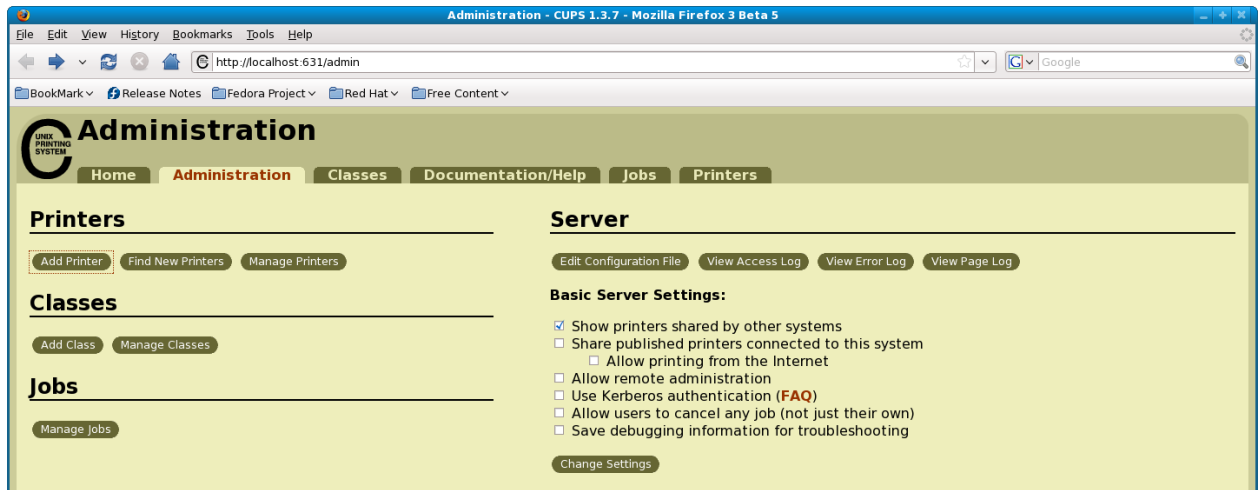 Administration - CUPS 1.3.7 - Mozilla Firefox 3 Beta 5
File Edit View History Bookmarks Tools Help
http://localhost:631/admin
G Google
BookMark Release Notes Fedora Project Red Hat Free Content
UNIX
PRINTING
SYSTEM
Administration
Home Administration Classes Documentation/Help Jobs Printers
Printers
Add Printer Find New Printers Manage Printers
Classes
Add Class Manage Classes
Jobs
Manage Jobs
Server
Edit Configuration File View Access Log View Error Log View Page Log
Basic Server Settings:
Show printers shared by other systems
Share published printers connected to this system
Allow printing from the Internet
Allow remote administration
Use Kerberos authentication (FAQ)
Allow users to cancel any job (not just their own)
Save debugging information for troubleshooting
Change Settings